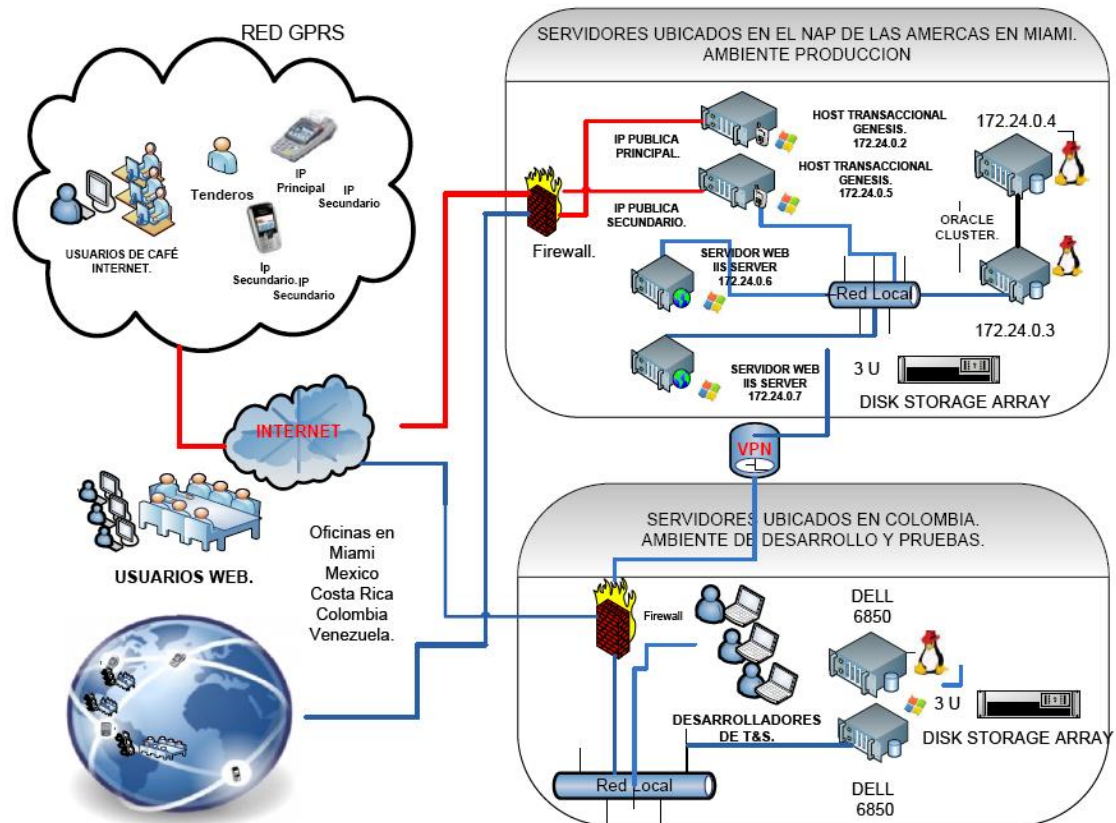 RED GPRS
Tenderos
IP
Principal
IP
Secundario
USUARIOS DE CAFÉ
INTERNET.
Ip
Secundario.
IP
Secundario
INTERNET
USUARIOS WEB.
Oficinas en
Miami
Mexico
Costa Rica
Colombia
Venezuela.
SERVIDORES UBICADOS EN EL NAP DE LAS AMERCAS EN MIAMI.
AMBIENTE PRODUCCION
IP PUBLICA
PRINCIPAL.
HOST TRANSACCIONAL
GENESIS.
172.24.0.2
172.24.0.4
HOST TRANSACCIONAL
GENESIS.
172.24.0.5
IP PUBLICA
SECUNDARIO.
Firewall.
ORACLE
CLUSTER.
SERVIDOR WEB
IIS SERVER
172.24.0.6
Red Local
172.24.0.3
SERVIDOR WEB
IIS SERVER
172.24.0.7
3 U
DISK STORAGE ARRAY
VPN
SERVIDORES UBICADOS EN COLOMBIA.
AMBIENTE DE DESARROLLO Y PRUEBAS.
Firewall
DELL
6850
3 U
DESARROLLADORES
DE T&S.
DISK STORAGE ARRAY
Red Local
DELL
6850